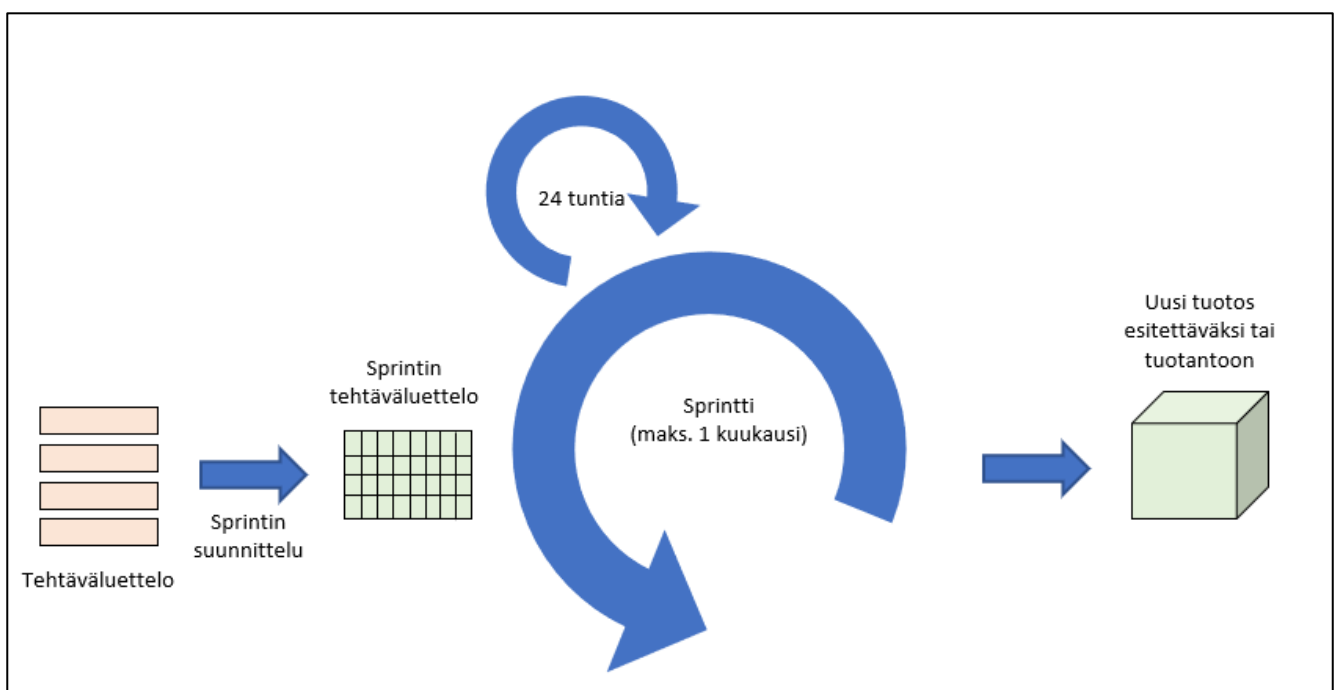 24 tuntia
Uusi tuotos
esitettäväksi tai
tuotantoon
Sprintin
tehtäväluettelo
Sprintti
(maks. 1 kuukausi)
Sprintin
suunnittelu
Tehtäväluettelo